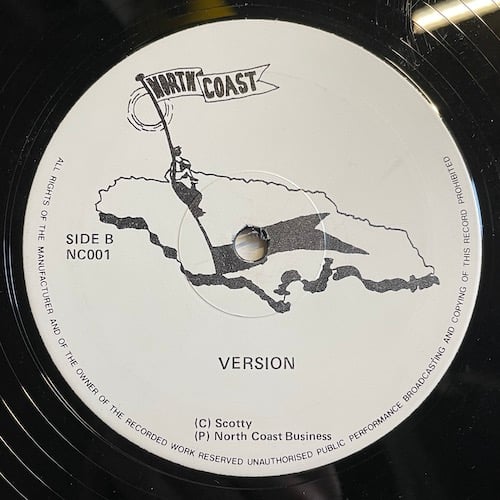 NORTH COAST
SIDE B
NC001
VERSION
(C) Scotty
(P) North Coast Business
ALL RIGHTS OF THE MANUFACTURER AND OF THE OWNER OF THE RECORDED WORK RESERVED UNAUTHORISED PUBLIC PERFORMANCE BROADCASTING AND COPYING OF THIS RECORD PROHIBITED